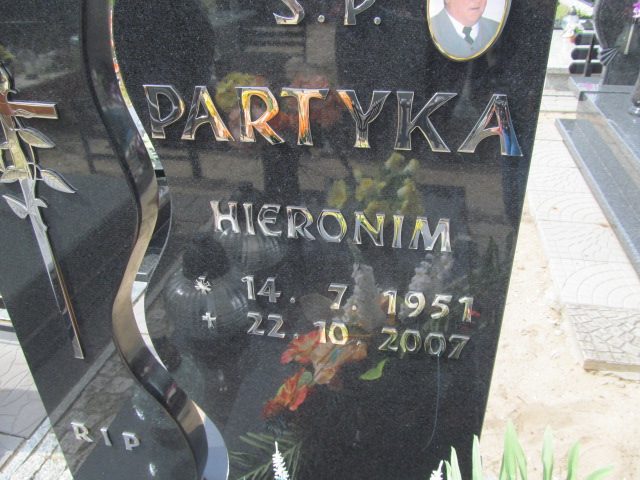 S.P.
PARTYKA
HIERONIM
* 14. 7. 1951
+ 22. 10. 2007
RIP